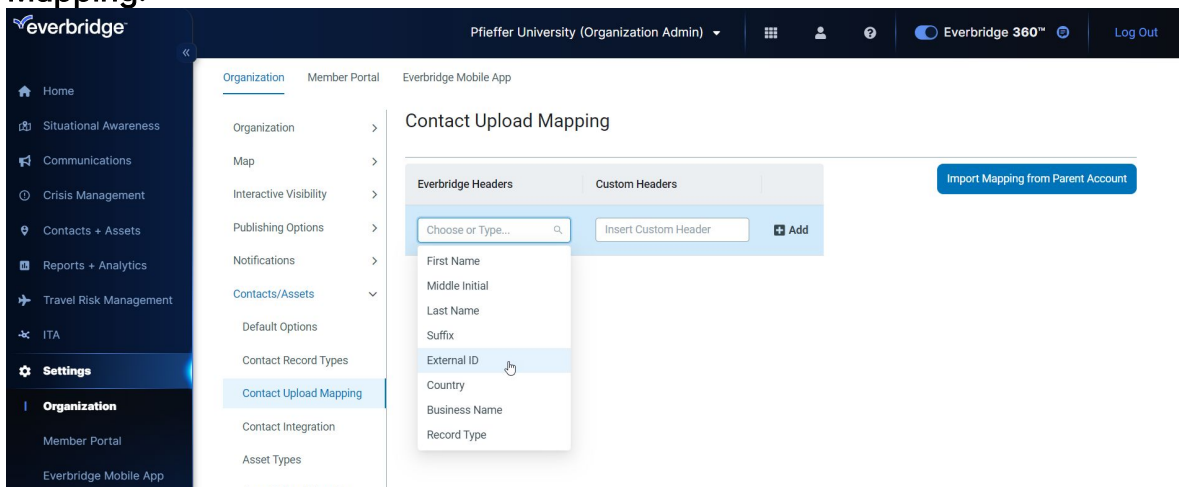 Mapping.
everbridge
Pfieffer University (Organization Admin)
Everbridge 360™
Log Out
«
Home
Situational Awareness
Communications
Crisis Management
Contacts + Assets
Reports + Analytics
Travel Risk Management
ITA
Settings
Organization
Member Portal
Everbridge Mobile App
Organization Member Portal Everbridge Mobile App
Organization
Map
Interactive Visibility
Publishing Options
Notifications
Contacts/Assets
Default Options
Contact Record Types
Contact Upload Mapping
Contact Integration
Asset Types
Contact Upload Mapping
Import Mapping from Parent Account
Everbridge Headers Custom Headers
Choose or Type... Insert Custom Header Add
First Name
Middle Initial
Last Name
Suffix
External ID
Country
Business Name
Record Type